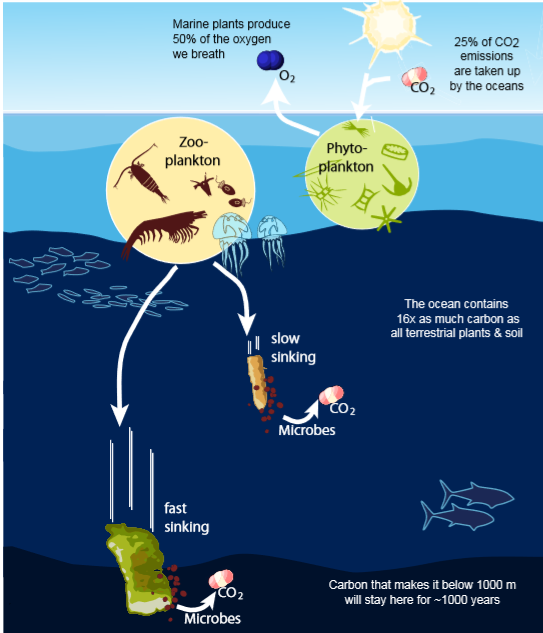 Marine plants produce
50% of the oxygen
we breath
O2
25% of CO2
emissions
are taken up
by the oceans
CO2
Zoo-
plankton
Phyto-
plankton
The ocean contains
16x as much carbon as
all terrestrial plants & soil
slow
sinking
CO2
Microbes
fast
sinking
CO2
Microbes
Carbon that makes it below 1000 m
will stay here for ~1000 years